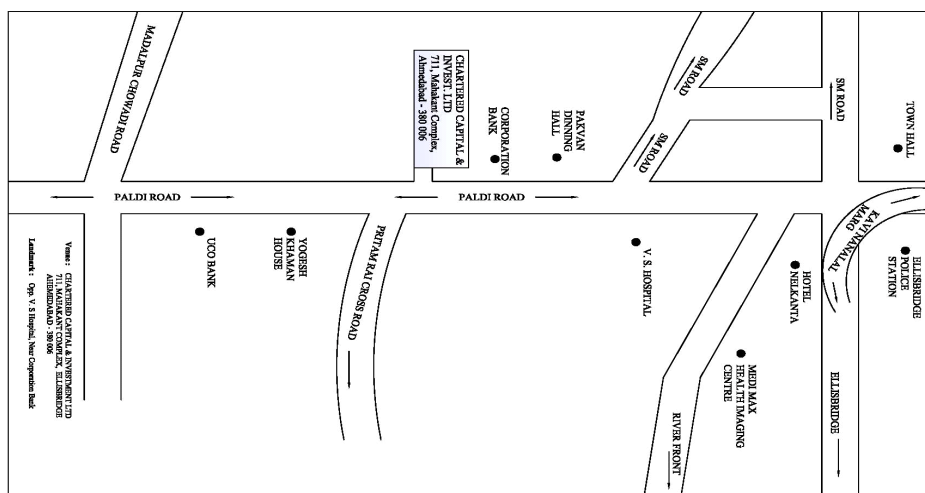 MADALPUR CHOWADI ROAD
CHARTERED CAPITAL &
INVEST. LTD
711, Mahakant Complex,
Ahmedabad - 380 006
CORPORATION
BANK
PAKVAN
DINNING
HALL
SM ROAD
SM ROAD
SM ROAD
TOWN HALL
PALDI ROAD
PALDI ROAD
KAVI NANALAL
MARG
UCO BANK
YOGESH
KHAMAN
HOUSE
PRITAM RAI CROSS ROAD
V. S. HOSPITAL
HOTEL
NELKANTA
ELLISBRIDGE
POLICE
STATION
MEDI MAX
HEALTH IMAGING
CENTRE
RIVER FRONT
ELLISBRIDGE
Venue : CHARTERED CAPITAL & INVESTMENT LTD
711, MAHAKANT COMPLEX, ELLISBRIDGE
AHEMEDABAD - 380 006
Landmark : Opp. V. S Hospital, Near Corporation Bank